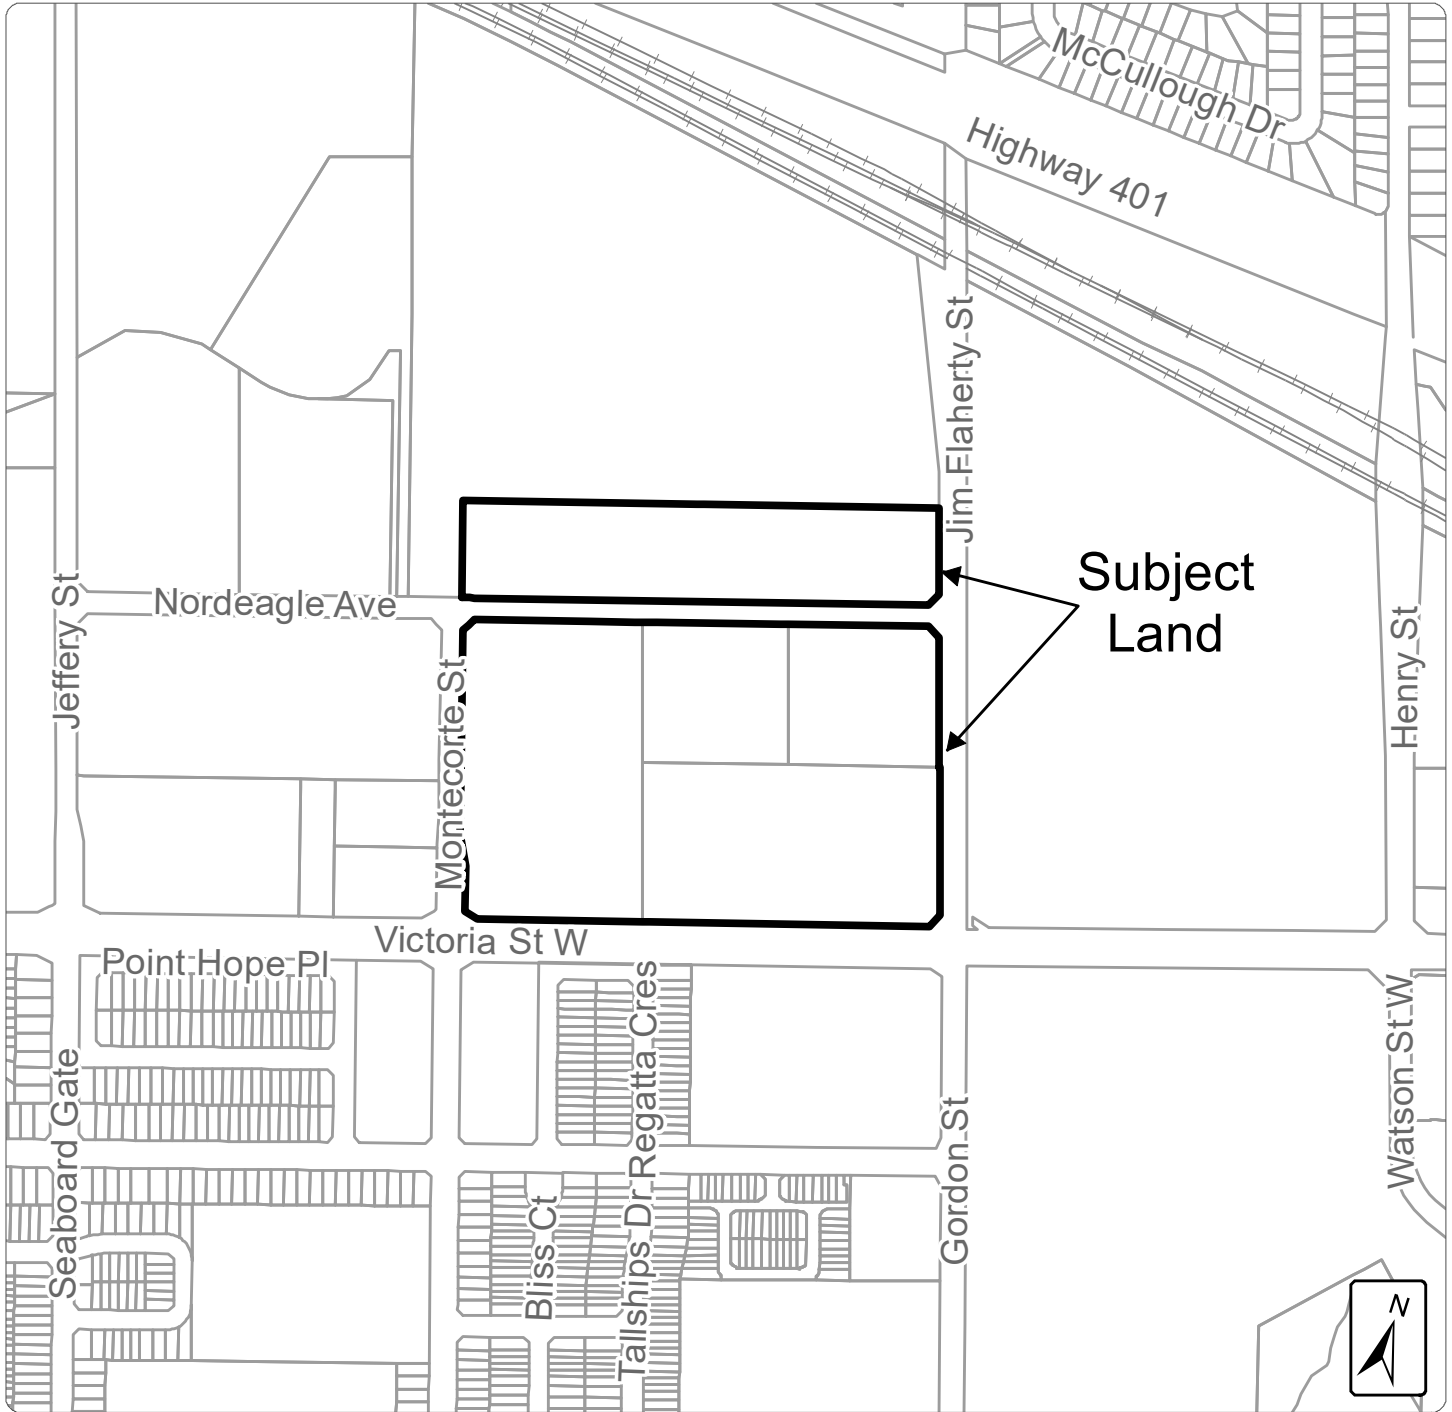 McCullough Dr
Highway 401
Jim Flaherty St
Subject
Land
Nordeagle Ave
Jeffery St
Montecorte St
Henry St
Victoria St W
Point Hope Pl
Regatta Cres
Watson St W
Seaboard Gate
Gordon St
Bliss Ct
Tallships Dr
N